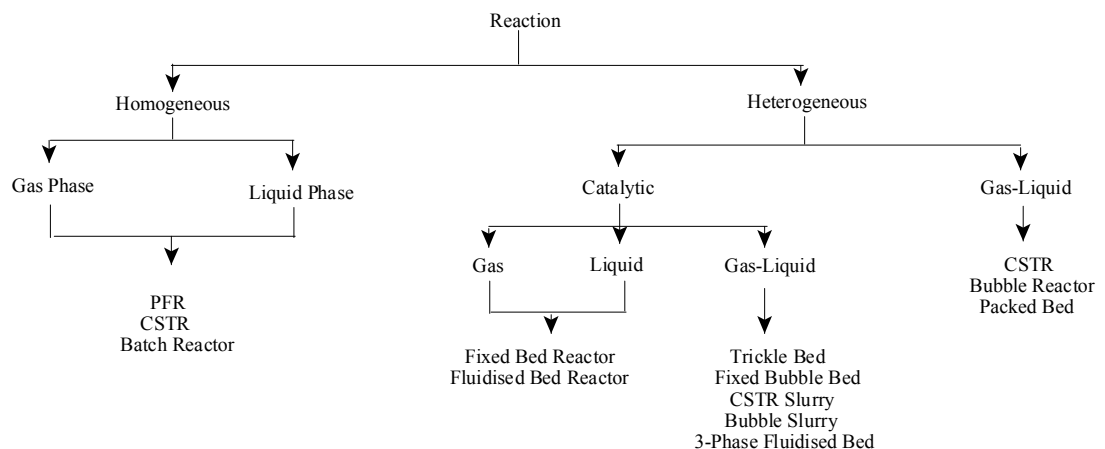 Reaction
Homogeneous
Heterogeneous
Gas Phase
Liquid Phase
Catalytic
Gas-Liquid
Gas
Liquid
Gas-Liquid
CSTR
Bubble Reactor
Packed Bed
PFR
CSTR
Batch Reactor
Fixed Bed Reactor
Fluidised Bed Reactor
Trickle Bed
Fixed Bubble Bed
CSTR Slurry
Bubble Slurry
3-Phase Fluidised Bed